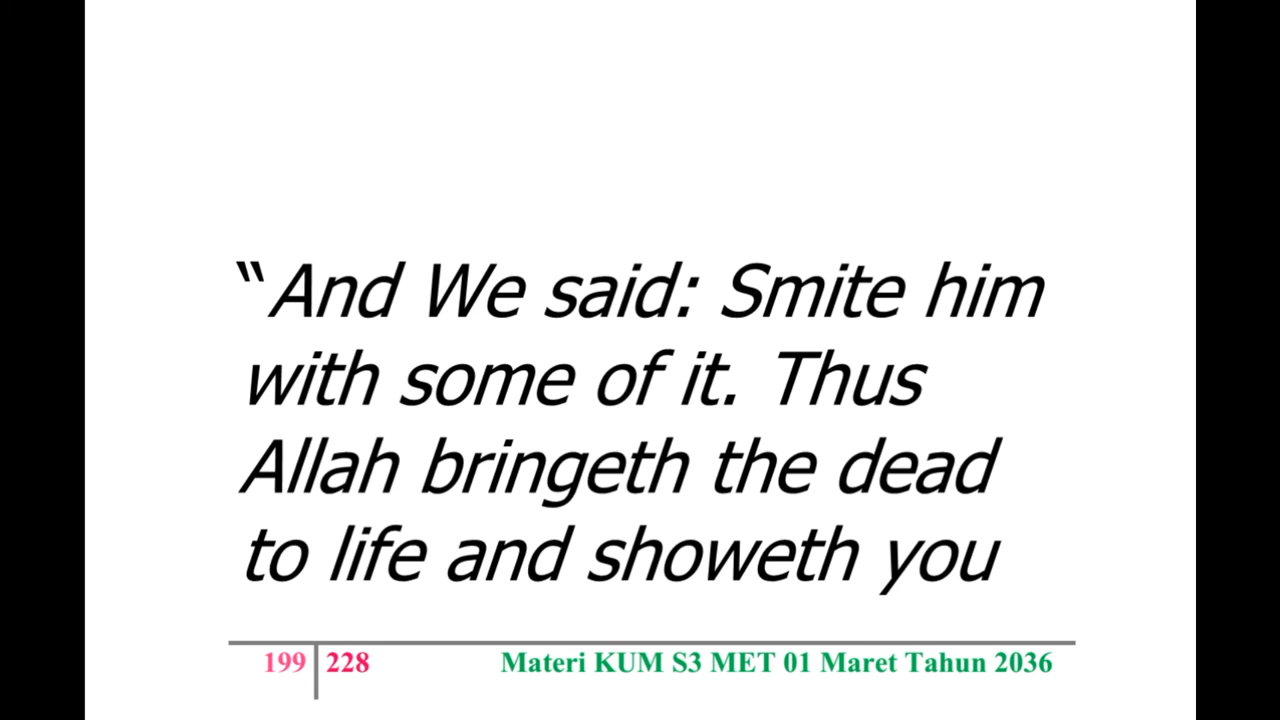 “And We said: Smite him
with some of it. Thus
Allah bringeth the dead
to life and showeth you
199 228 Materi KUM S3 MET 01 Maret Tahun 2036